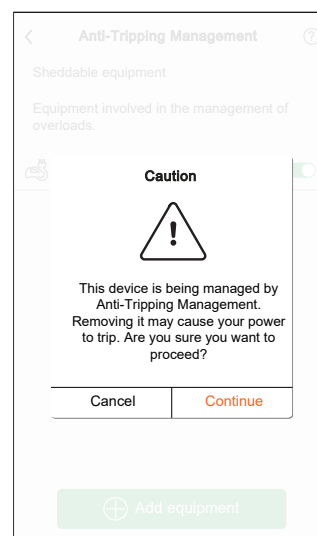 Anti-Tripping Management
Sheddable equipment
Equipment involved in the management of
overloads.
Caution
This device is being managed by
Anti-Tripping Management.
Removing it may cause your power
to trip. Are you sure you want to
proceed?
Cancel
Continue
Add equipment